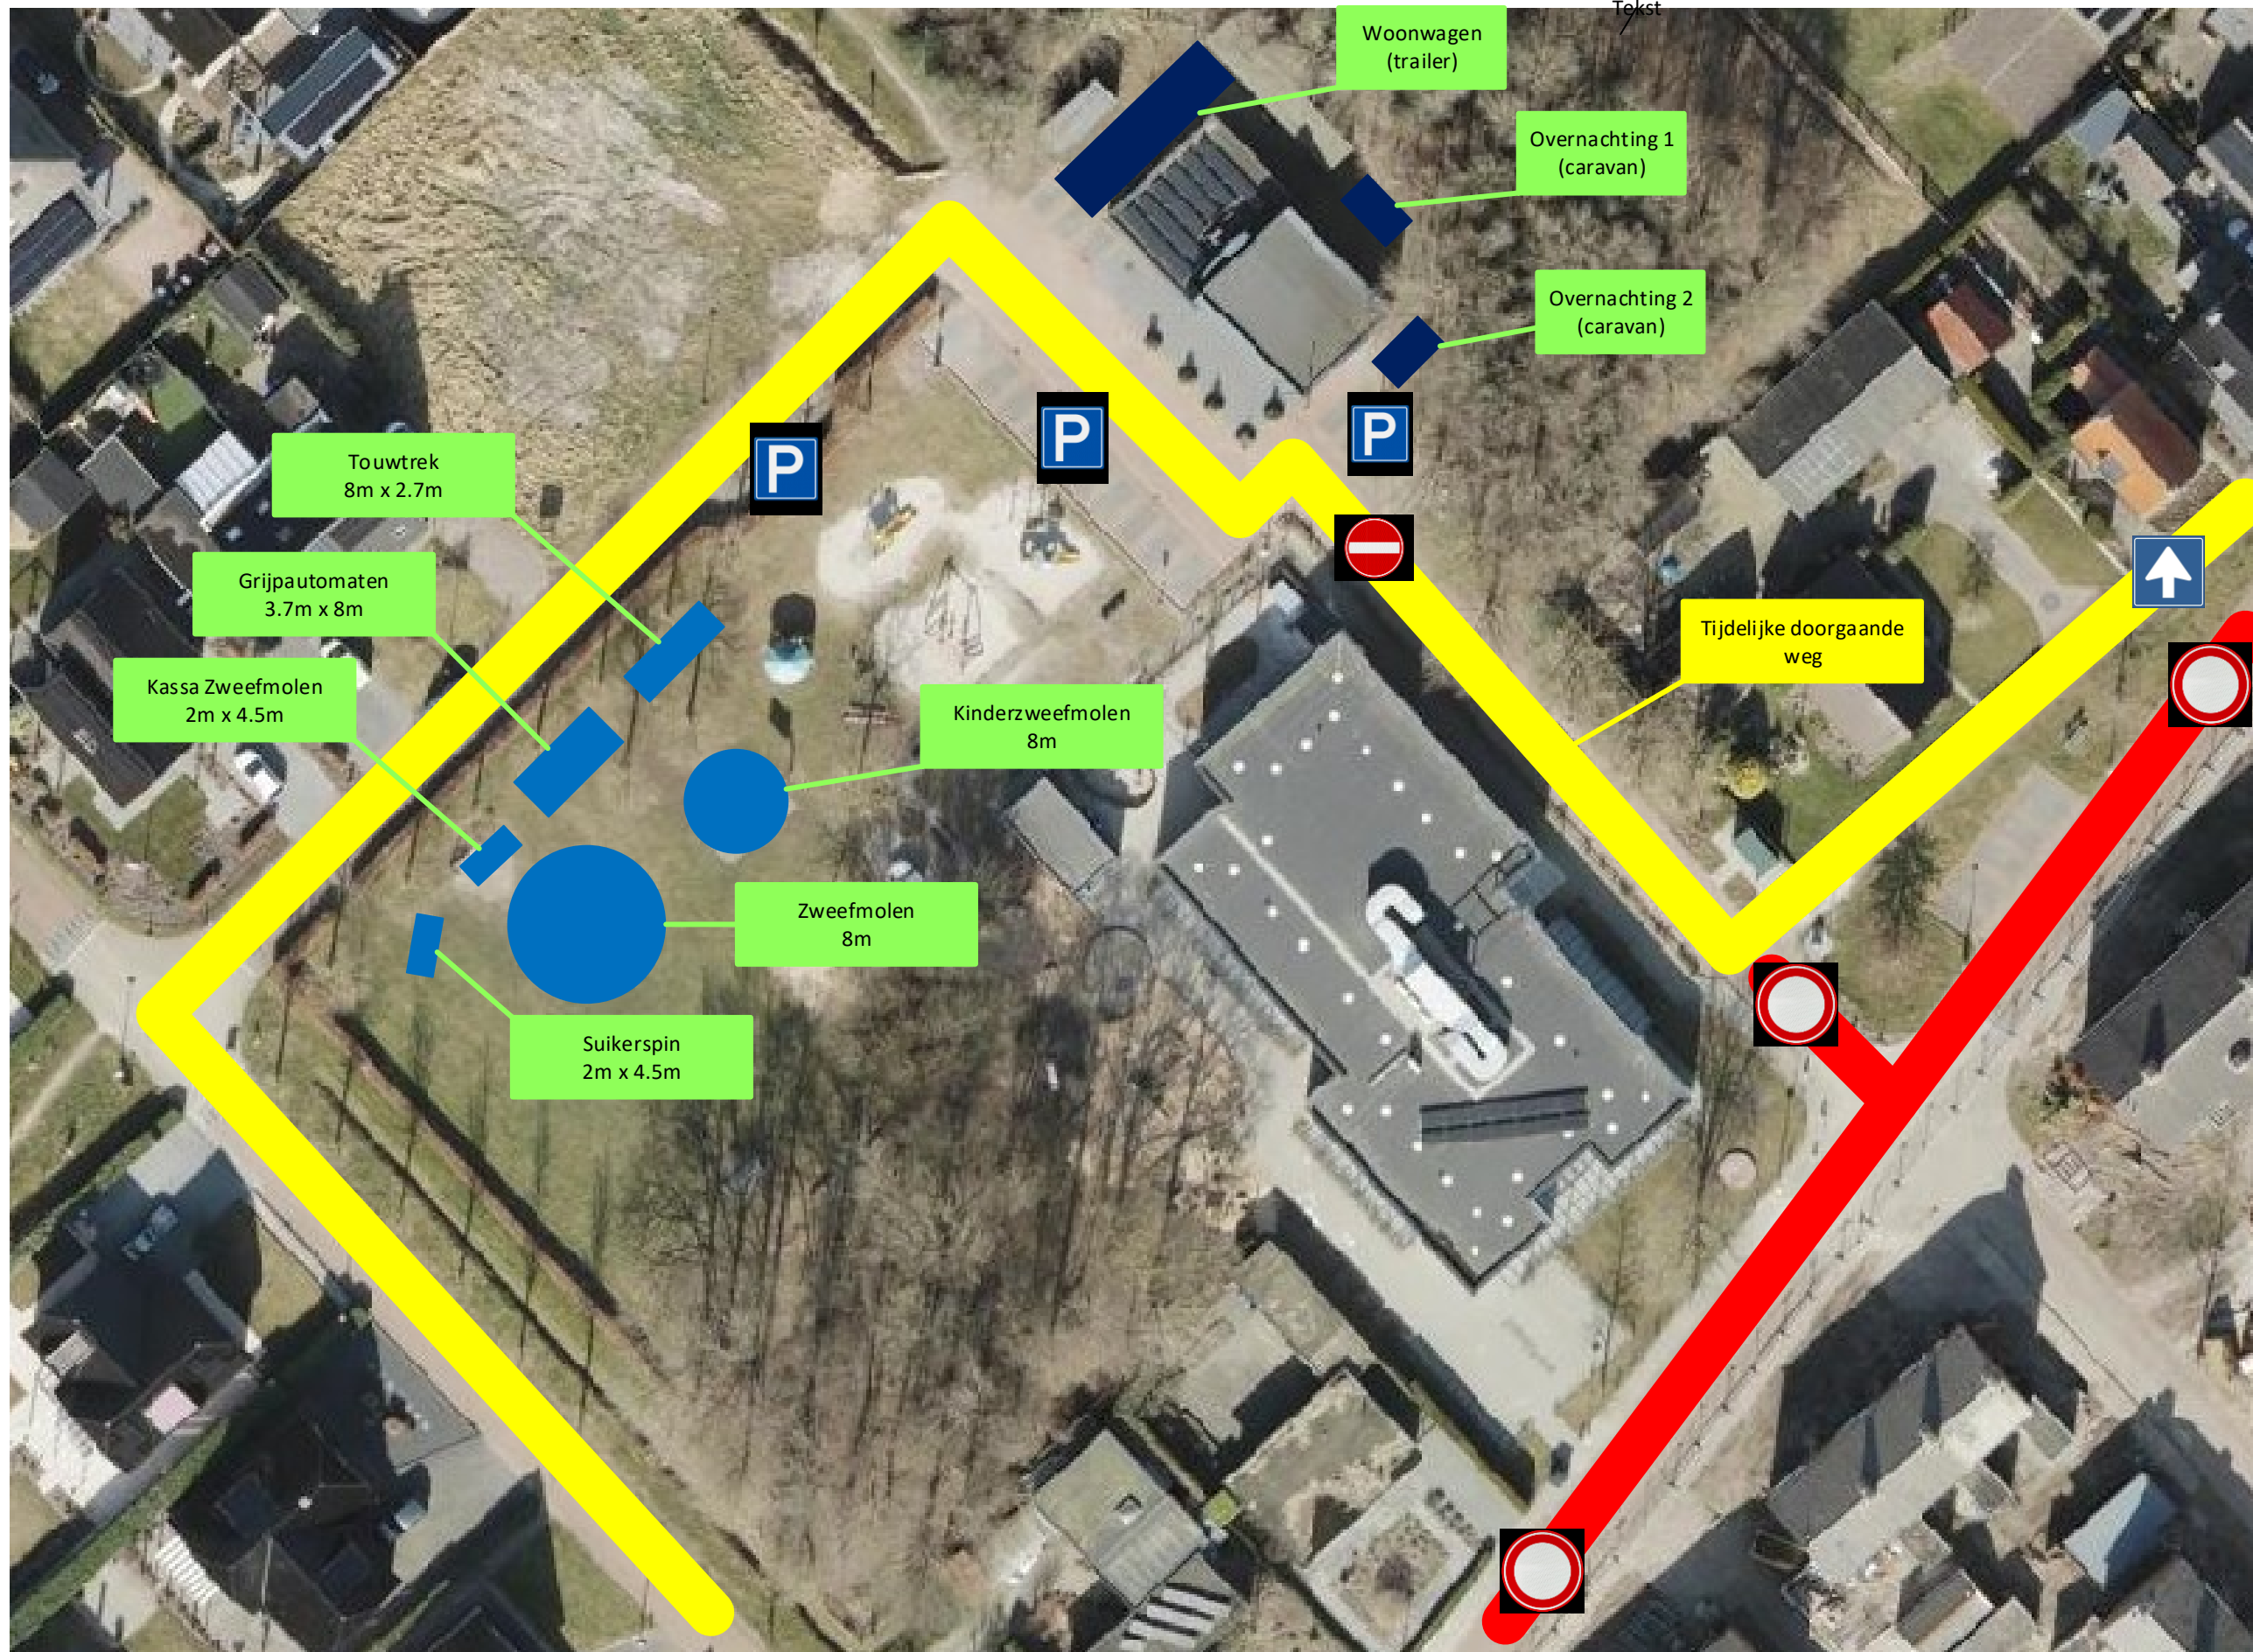 Tekst
Woonwagen
(trailer)
Overnachting 1
(caravan)
Overnachting 2
(caravan)
P
P
P
Touwtrek
8m x 2.7m
Grijpautomaten
3.7m x 8m
Kassa Zweefmolen
2m x 4.5m
Tijdelijke doorgaande
weg
Kinderzweefmolen
8m
Zweefmolen
8m
Suikerspin
2m x 4.5m